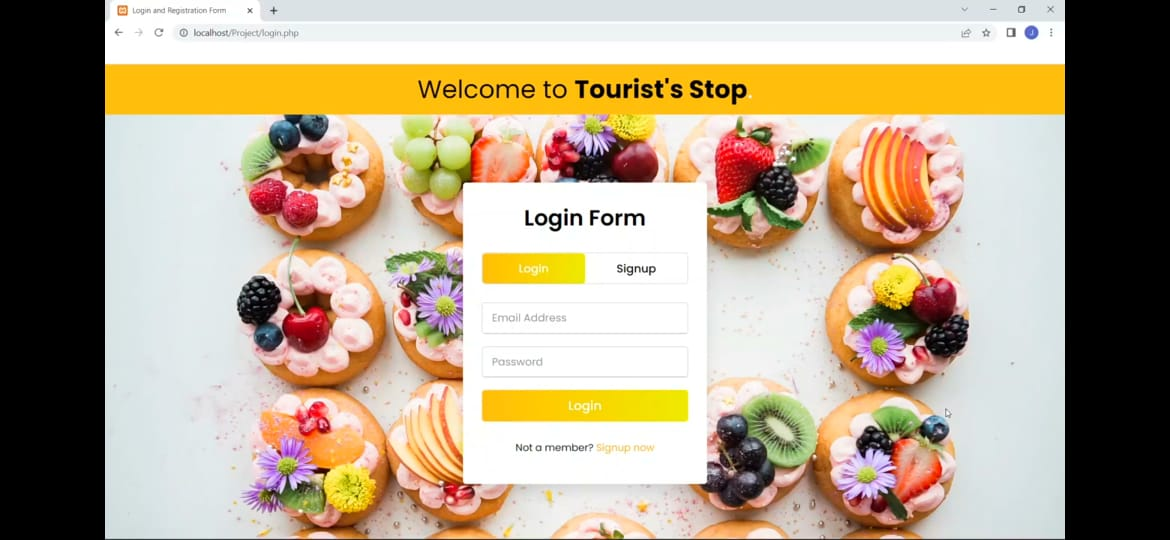 Login and Registration Form
localhost/Project/login.php
J
Welcome to Tourist's Stop.
Login Form
Login
Signup
Email Address
Password
Login
Not a member? Signup now